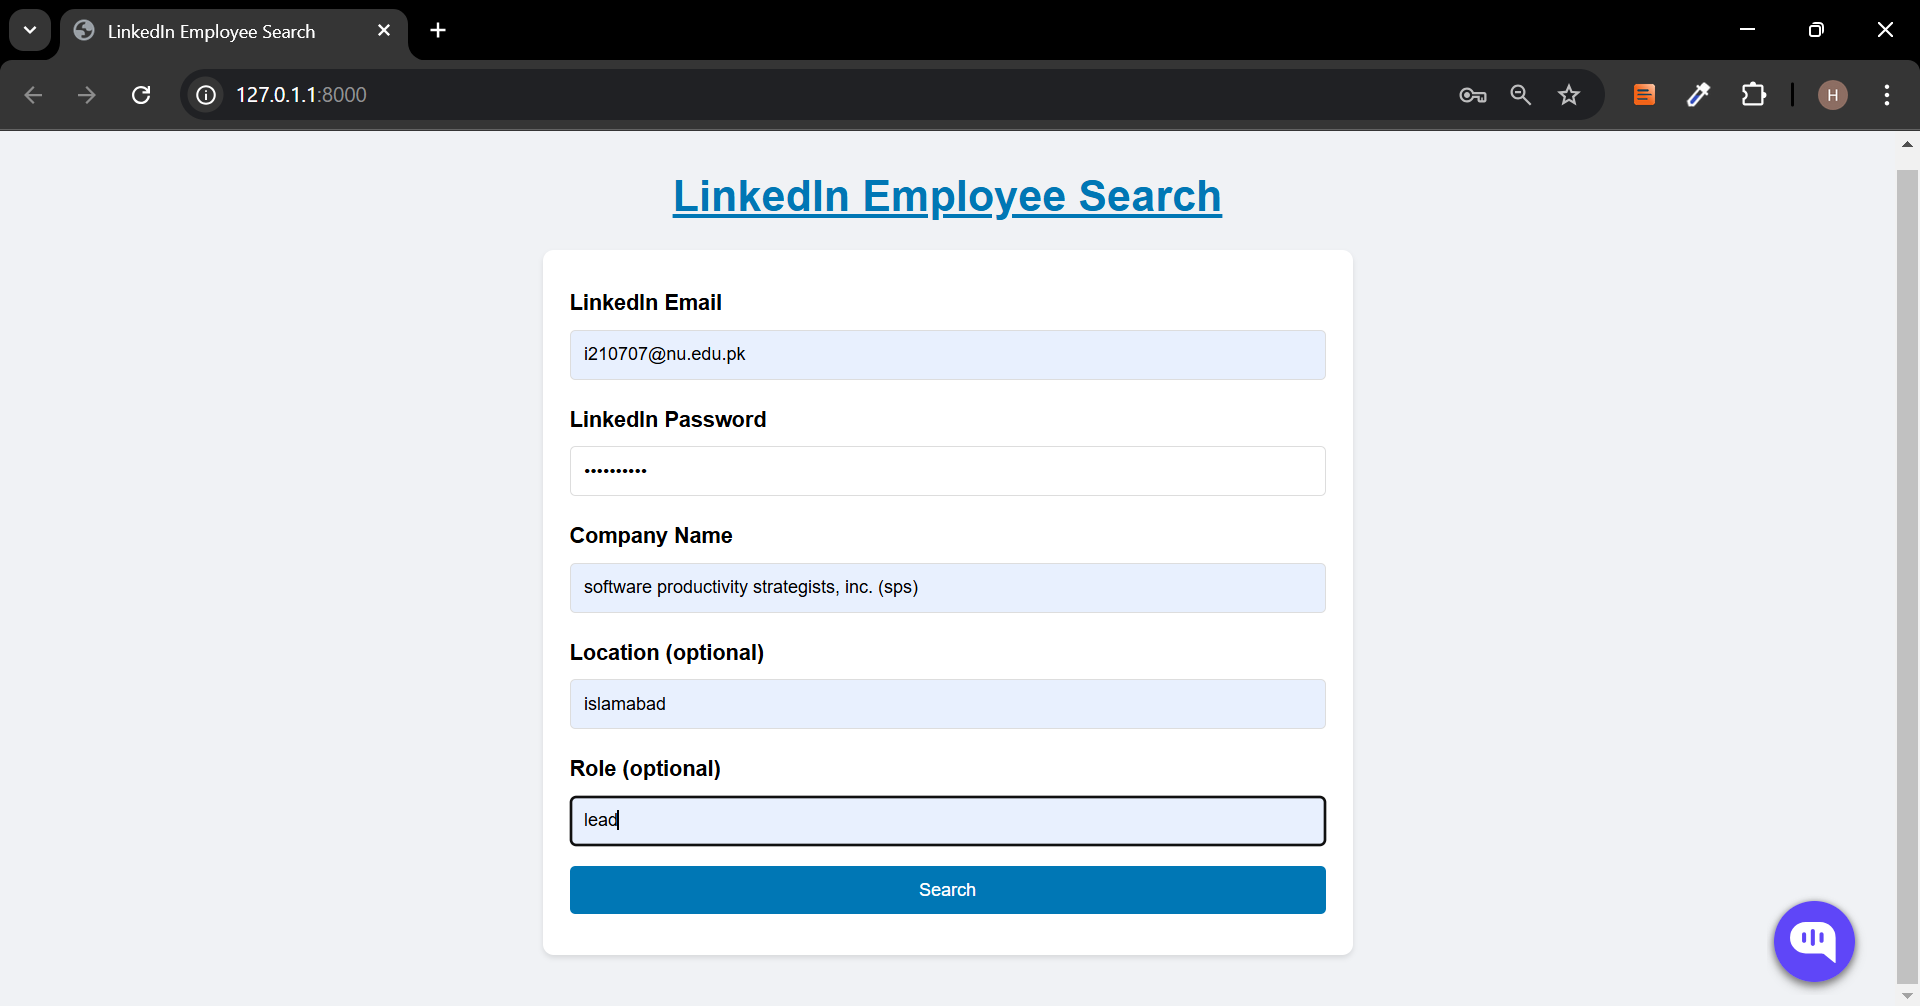 LinkedIn Employee Search
127.0.1.1:8000
H
LinkedIn Employee Search
LinkedIn Email
i210707@nu.edu.pk
LinkedIn Password
••••••••••
Company Name
software productivity strategists, inc. (sps)
Location (optional)
islamabad
Role (optional)
lead
Search